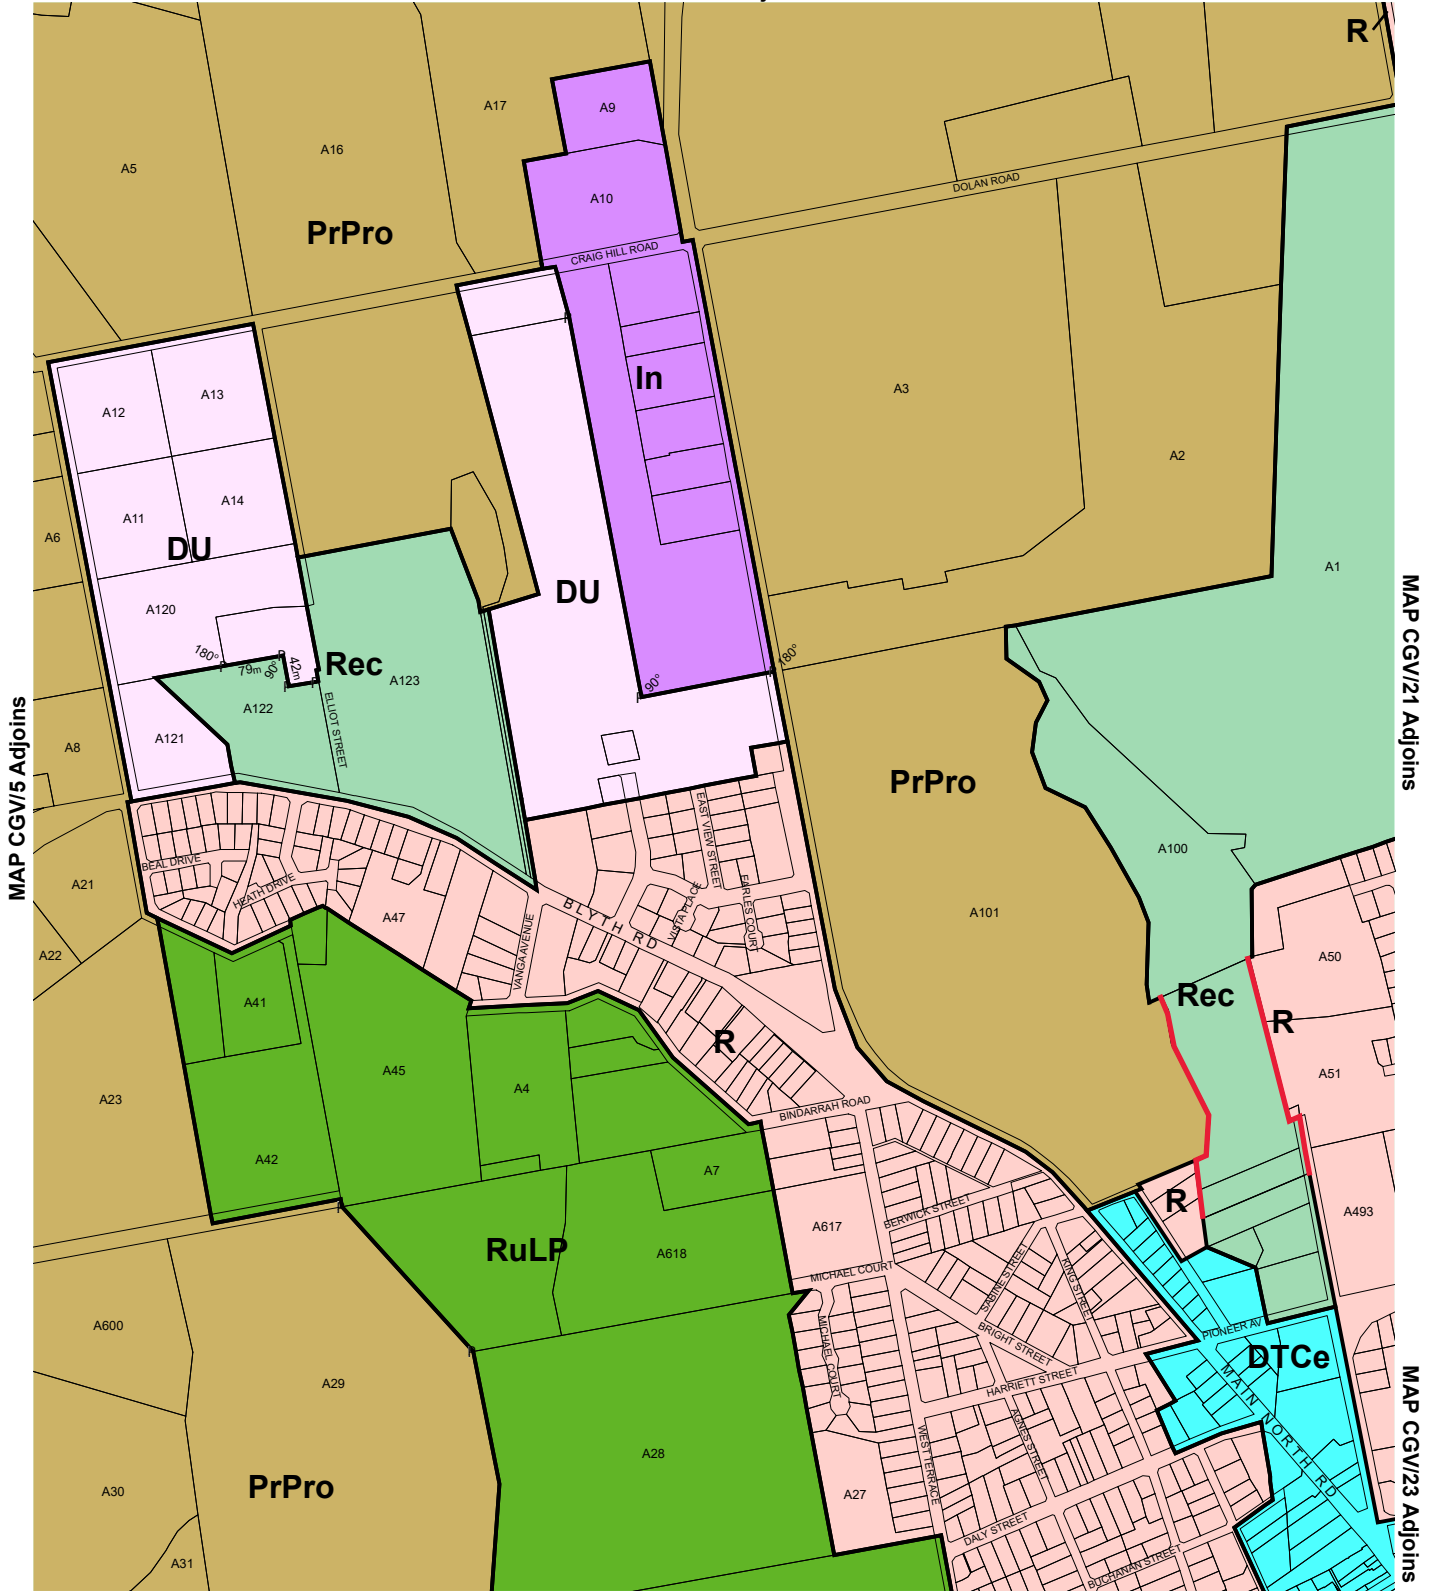 R
A9
A17
A16
A5
A10
DOLAN ROAD
PrPro
CRAIG HILL ROAD
A3
In
A13
A12
A2
A14
A11
A6
DU
A1
DU
A120
MAP CGV/21 Adjoins
180°
79m
90°
42m
Rec
A123
180°
90°
A122
ELLIOT STREET
A121
A8
MAP CGV/5 Adjoins
PrPro
EAST VIEW STREET
A100
BEAL DRIVE
HEATH DRIVE
A21
A47
VISTA PLACE
FAIRLES COURT
A101
BLYTH RD
VANGA AVENUE
A22
A50
A41
Rec
R
R
A45
A4
A51
A23
BINDARRAH ROAD
A42
A7
R
BERWICK STREET
A617
A493
RuLP
A618
MICHAEL COURT
SABINE STREE
KING STREET
A600
PIONEER AV
BRIGHT STREET
MICHAEL COURT
DTCe
A29
HARRIETT STREET
MAIN NORTH RD
AGNES STREET
WEST TERRACE
A28
PrPro
A30
A27
DALY STREET
A31
BUCHANAN STREET
MAP CGV/23 Adjoins